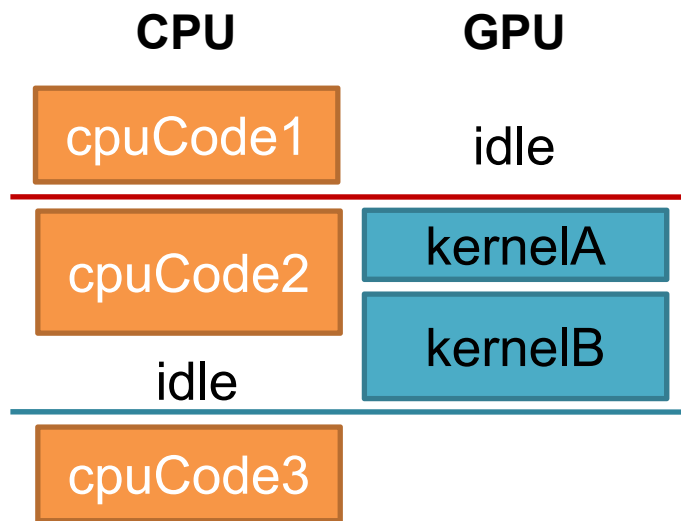 CPU GPU
cpuCode1 idle
cpuCode2 kernelA
kernelB
idle
cpuCode3